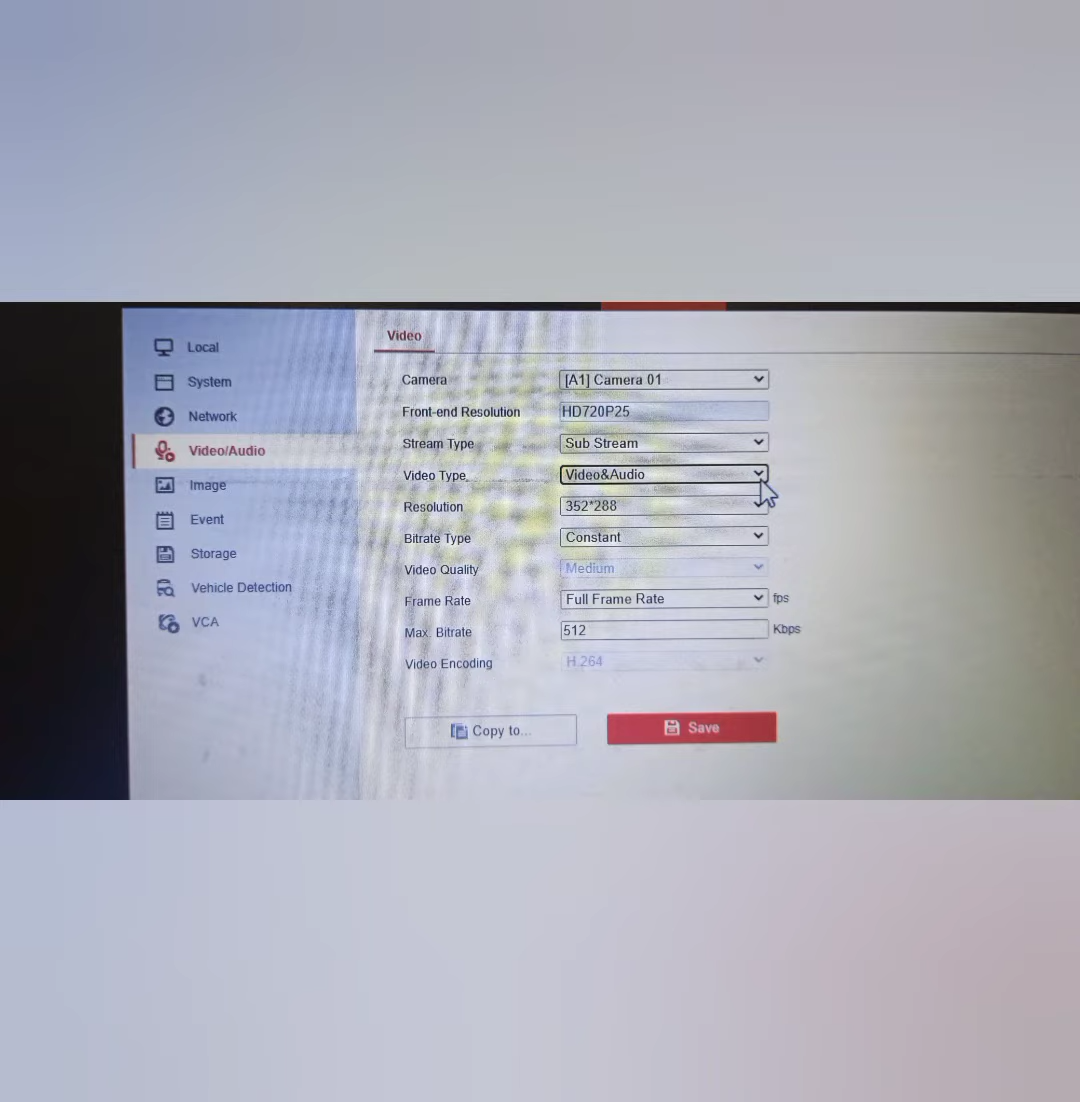 Local
System
Network
Video/Audio
Image
Event
Storage
Vehicle Detection
VCA
Video
Camera [A1] Camera 01
Front-end Resolution HD720P25
Stream Type Sub Stream
Video Type Video&Audio
Resolution 352*288
Bitrate Type Constant
Video Quality Medium
Frame Rate Full Frame Rate fps
Max. Bitrate 512 Kbps
Video Encoding H.264
Copy to... Save